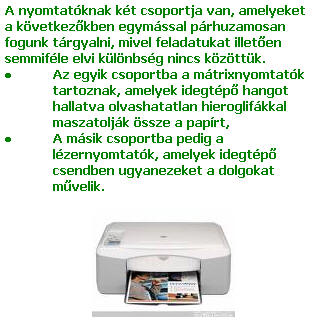 A nyomtatóknak két csoportja van, amelyeket
a következőkben egymással párhuzamosan
fogunk tárgyalni, mivel feladatukat illetően
semmiféle elvi különbség nincs közöttük.
● Az egyik csoportba a mátrixnyomtatók
tartoznak, amelyek idegtépő hangot
hallatva olvashatatlan hieroglifákkal
maszatolják össze a papírt,
● A másik csoportba pedig a
lézernyomtatók, amelyek idegtépő
csendben ugyanezeket a dolgokat
művelik.